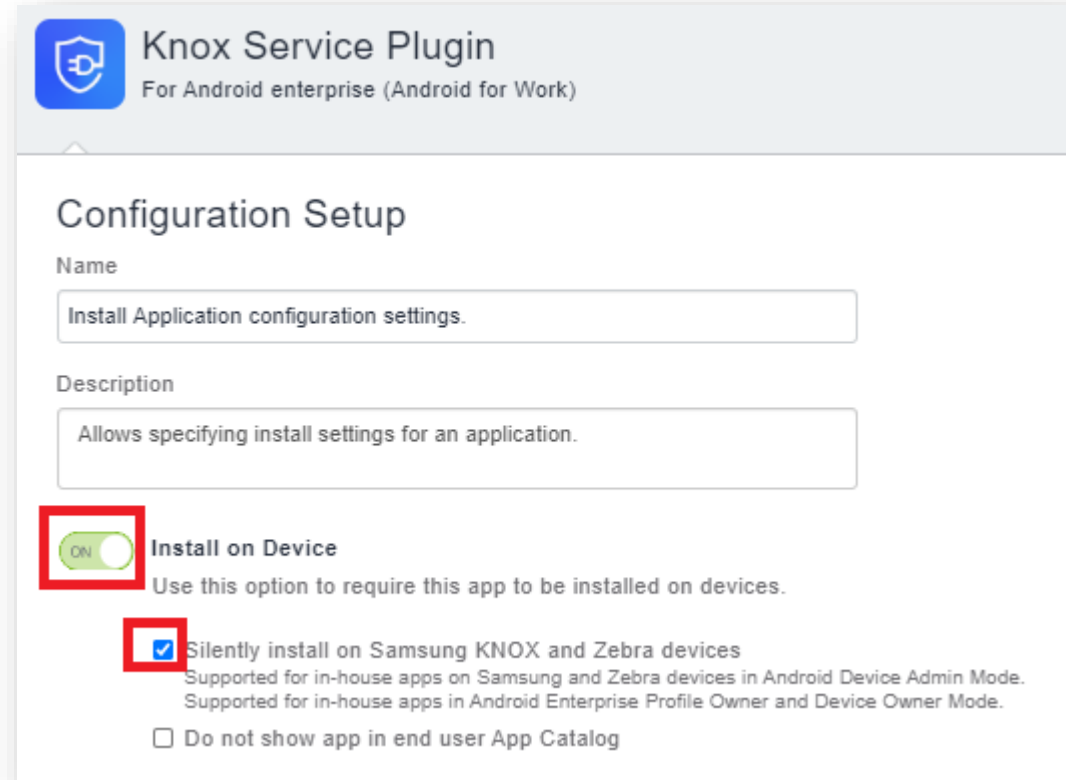 Knox Service Plugin
For Android enterprise (Android for Work)
Configuration Setup
Name
Install Application configuration settings.
Description
Allows specifying install settings for an application.
ON
Install on Device
Use this option to require this app to be installed on devices.
Silently install on Samsung KNOX and Zebra devices
Supported for in-house apps on Samsung and Zebra devices in Android Device Admin Mode.
Supported for in-house apps in Android Enterprise Profile Owner and Device Owner Mode.
Do not show app in end user App Catalog